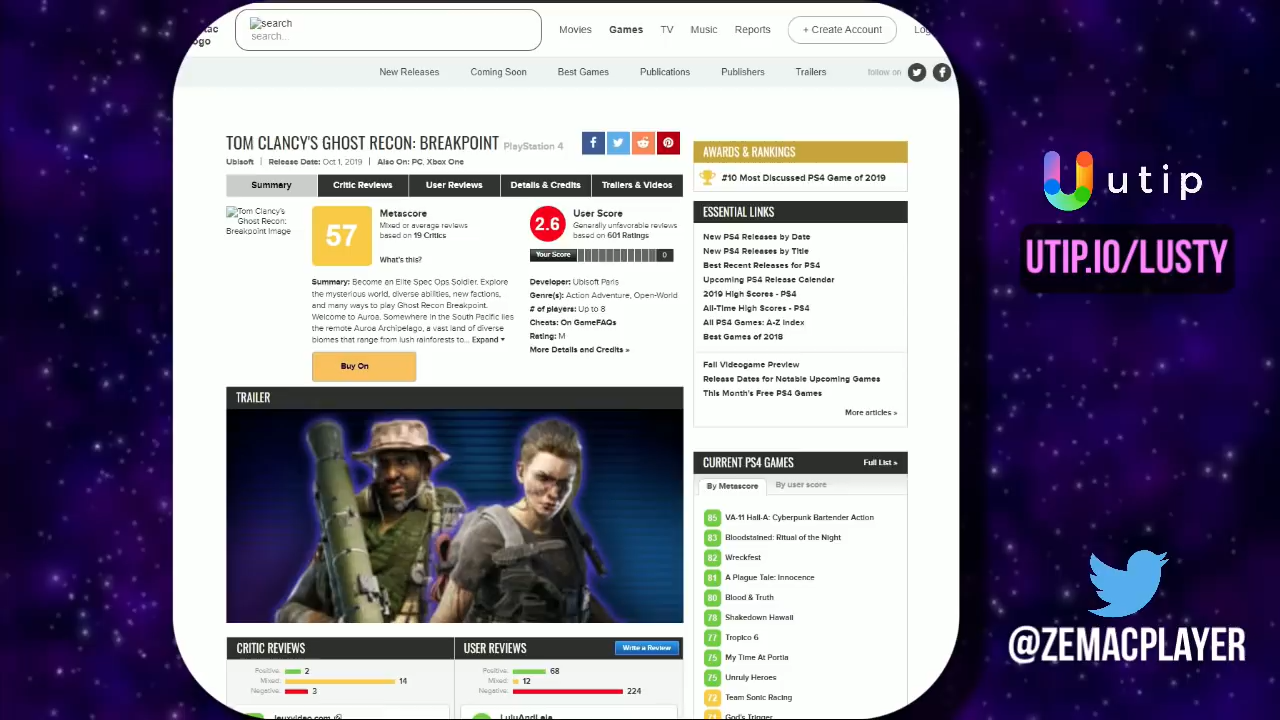 search
search...
Movies
Games
TV
Music
Reports
+ Create Account
New Releases
Coming Soon
Best Games
Publications
Publishers
Trailers
follow on
TOM CLANCY'S GHOST RECON: BREAKPOINT PlayStation 4
Ubisoft | Release Date: Oct 1, 2019 | Also On: PC, Xbox One
Summary
Critic Reviews
User Reviews
Details & Credits
Trailers & Videos
Tom Clancy's
Ghost Recon:
Breakpoint Image
57
Metascore
Mixed or average reviews
based on 19 Critics
What's this?
2.6
User Score
Generally unfavorable reviews
based on 601 Ratings
Your Score
0
Summary: Become an Elite Spec Ops Soldier. Explore
the mysterious world, diverse abilities, new factions,
and many ways to play Ghost Recon Breakpoint.
Welcome to Auroa. Somewhere in the South Pacific lies
the remote Auroa Archipelago, a vast land of diverse
biomes that range from lush rainforests to... Expand
Buy On
Developer: Ubisoft Paris
Genre(s): Action Adventure, Open-World
# of players: Up to 8
Cheats: On GameFAQs
Rating: M
More Details and Credits »
TRAILER
CRITIC REVIEWS
Positive: 2
Mixed: 14
Negative: 3
jeuxvideo.com
USER REVIEWS
Write a Review
Positive: 68
Mixed: 12
Negative: 224
LuluAndLala
AWARDS & RANKINGS
#10 Most Discussed PS4 Game of 2019
ESSENTIAL LINKS
New PS4 Releases by Date
New PS4 Releases by Title
Best Recent Releases for PS4
Upcoming PS4 Release Calendar
2019 High Scores - PS4
All-Time High Scores - PS4
All PS4 Games: A-Z Index
Best Games of 2018
Fall Videogame Preview
Release Dates for Notable Upcoming Games
This Month's Free PS4 Games
More articles »
CURRENT PS4 GAMES
Full List »
By Metascore
By user score
85 VA-11 Hall-A: Cyberpunk Bartender Action
83 Bloodstained: Ritual of the Night
82 Wreckfest
81 A Plague Tale: Innocence
80 Blood & Truth
78 Shakedown Hawaii
77 Tropico 6
75 My Time At Portia
75 Unruly Heroes
72 Team Sonic Racing
God's Trigger
utip
UTIP.IO/LUSTY
@ZEMACPLAYER